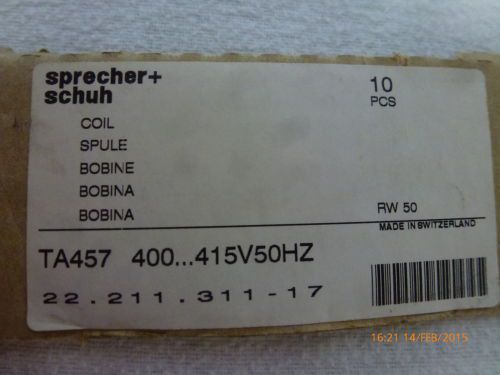 sprecher+
schuh
10
PCS
COIL
SPULE
BOBINE
BOBINA
BOBINA
RW 50
MADE IN SWITZERLAND
TA457 400...415V50HZ
22.211.311-17
16:21 14/FEB/2015